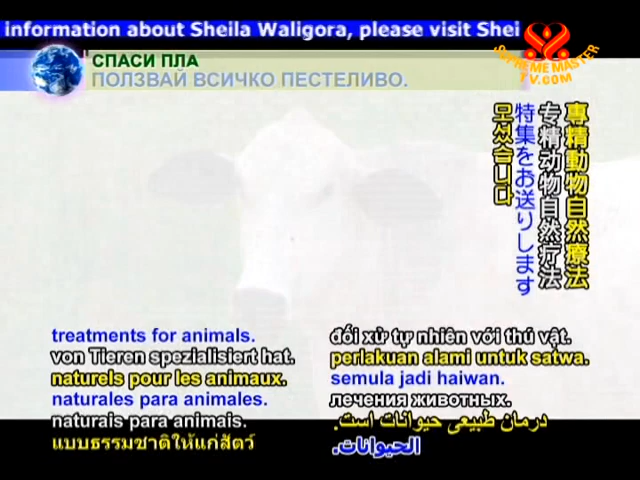 information about Sheila Waligora, please visit Shei
SUPREME MASTER
TV.COM
СПАСИ ПЛА
ПОЛЗВАЙ ВСИЧКО ПЕСТЕЛИВО.
專精動物自然療法
专精动物自然疗法
特集をお送りします
모셨습니다
treatments for animals.
von Tieren spezialisiert hat.
naturels pour les animaux.
naturales para animales.
naturais para animais.
แบบธรรมชาติให้แก่สัตว์
đối xử tự nhiên với thú vật.
perlakuan alami untuk satwa.
semula jadi haiwan.
лечения животных.
درمان طبیعی حیوانات است.
الحيوانات.